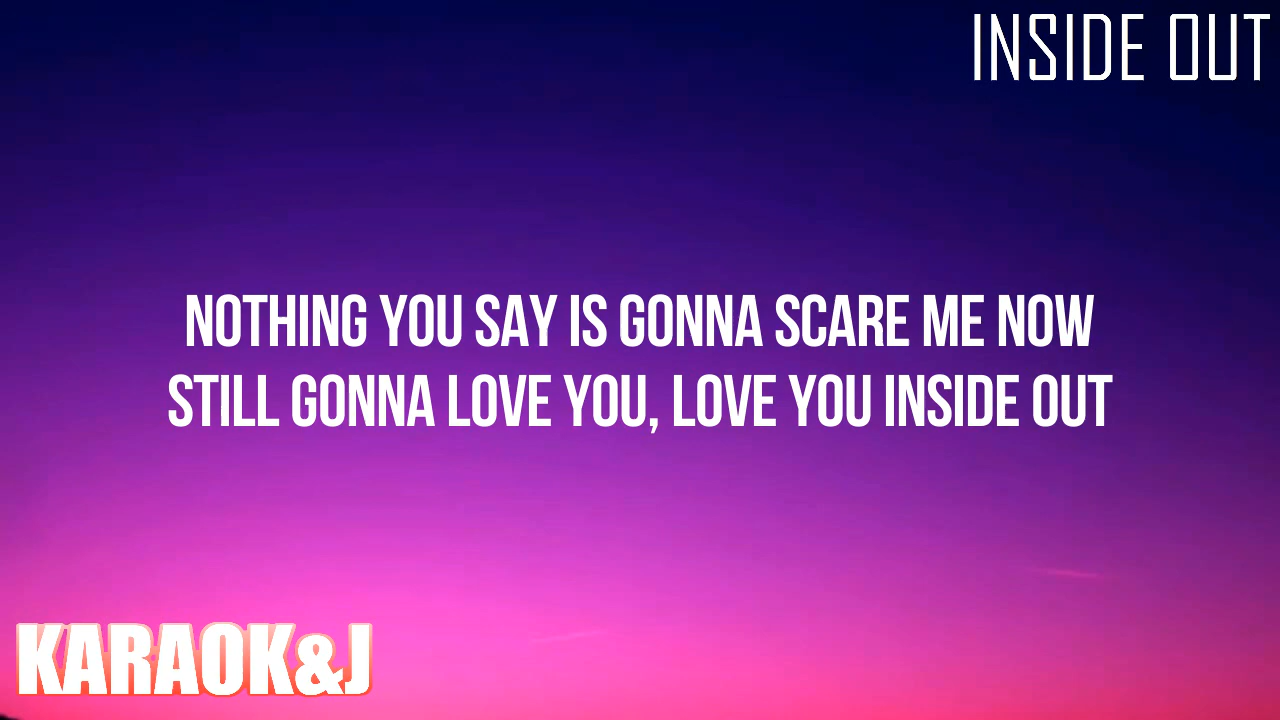 INSIDE OUT
NOTHING YOU SAY IS GONNA SCARE ME NOW
STILL GONNA LOVE YOU, LOVE YOU INSIDE OUT
KARAOK&J